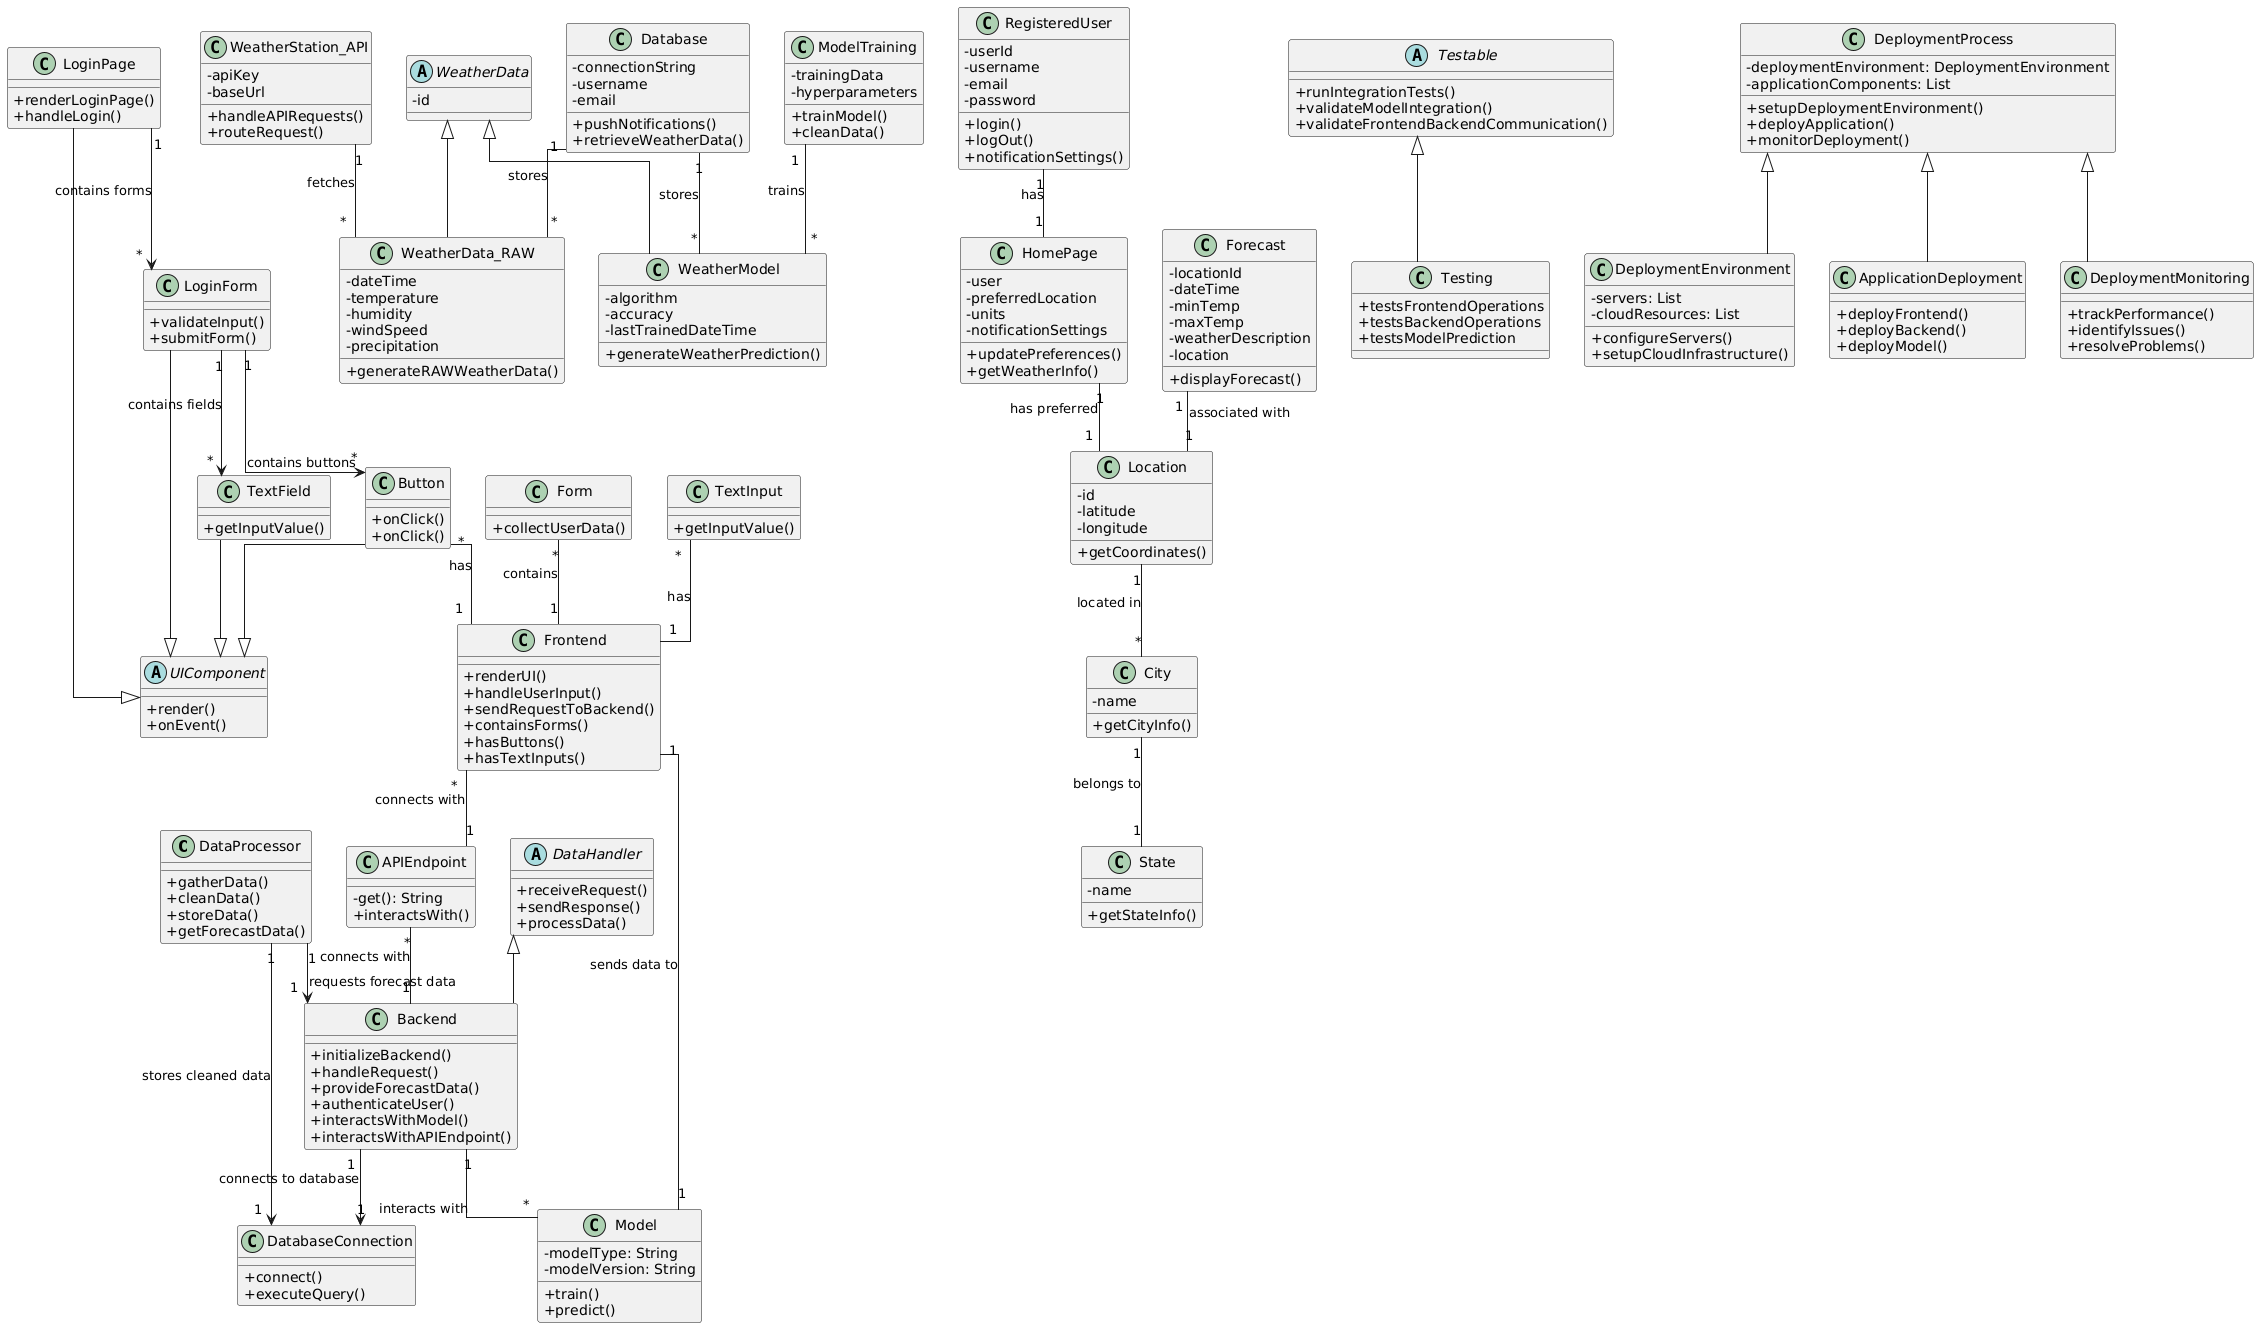 C LoginPage
+renderLoginPage()
+handleLogin()
C WeatherStation_API
-apiKey
-baseUrl
+handleAPIRequests()
+routeRequest()
A WeatherData
-id
C Database
-connectionString
-username
-email
+pushNotifications()
+retrieveWeatherData()
C ModelTraining
-trainingData
-hyperparameters
+trainModel()
+cleanData()
C RegisteredUser
-userId
-username
-email
-password
+login()
+logOut()
+notificationSettings()
A Testable
+runIntegrationTests()
+validateModelIntegration()
+validateFrontendBackendCommunication()
C DeploymentProcess
-deploymentEnvironment: DeploymentEnvironment
-applicationComponents: List
+setupDeploymentEnvironment()
+deployApplication()
+monitorDeployment()
1
contains forms
*
1
fetches
*
1
stores
*
1
stores
*
1
trains
*
1
has
1
C LoginForm
+validateInput()
+submitForm()
C WeatherData_RAW
-dateTime
-temperature
-humidity
-windSpeed
-precipitation
+generateRAWWeatherData()
C WeatherModel
-algorithm
-accuracy
-lastTrainedDateTime
+generateWeatherPrediction()
C HomePage
-user
-preferredLocation
-units
-notificationSettings
+updatePreferences()
+getWeatherInfo()
C Forecast
-locationId
-dateTime
-minTemp
-maxTemp
-weatherDescription
-location
+displayForecast()
C Testing
+testsFrontendOperations
+testsBackendOperations
+testsModelPrediction
C DeploymentEnvironment
-servers: List
-cloudResources: List
+configureServers()
+setupCloudInfrastructure()
C ApplicationDeployment
+deployFrontend()
+deployBackend()
+deployModel()
C DeploymentMonitoring
+trackPerformance()
+identifyIssues()
+resolveProblems()
1
contains fields
*
1
contains buttons
*
1
has preferred
1
1
associated with
1
C TextField
+getInputValue()
C Button
+onClick()
+onClick()
C Form
+collectUserData()
C TextInput
+getInputValue()
C Location
-id
-latitude
-longitude
+getCoordinates()
*
has
1
*
contains
1
*
has
1
1
located in
*
A UIComponent
+render()
+onEvent()
C Frontend
+renderUI()
+handleUserInput()
+sendRequestToBackend()
+containsForms()
+hasButtons()
+hasTextInputs()
C City
-name
+getCityInfo()
*
connects with
1
1
sends data to
1
1
belongs to
1
C DataProcessor
+gatherData()
+cleanData()
+storeData()
+getForecastData()
C APIEndpoint
-get(): String
+interactsWith()
A DataHandler
+receiveRequest()
+sendResponse()
+processData()
C State
-name
+getStateInfo()
1
stores cleaned data
1
1
requests forecast data
1
*
connects with
1
C Backend
+initializeBackend()
+handleRequest()
+provideForecastData()
+authenticateUser()
+interactsWithModel()
+interactsWithAPIEndpoint()
1
connects to database
1
1
interacts with
*
C DatabaseConnection
+connect()
+executeQuery()
C Model
-modelType: String
-modelVersion: String
+train()
+predict()